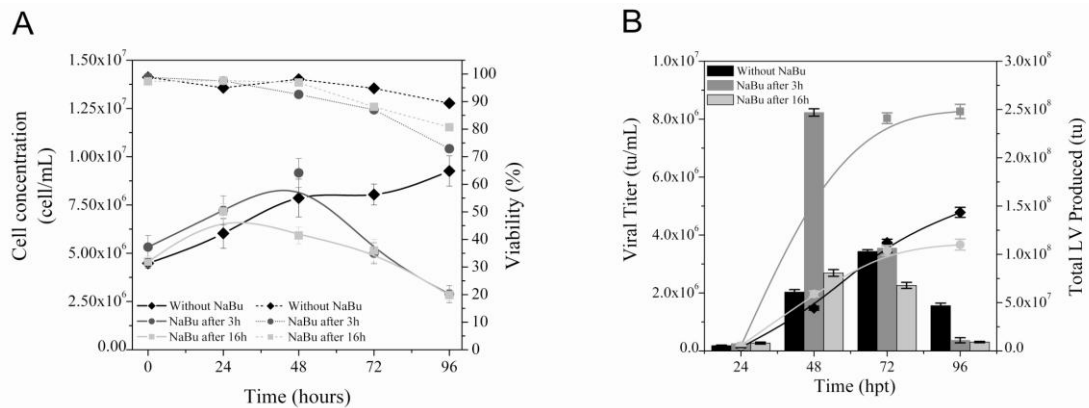 A
Cell concentration
(cell/mL)
1.50x10⁷
1.25x10⁷
1.00x10⁷
7.50x10⁶
5.00x10⁶
2.50x10⁶
0.00
100
90
80
70
60
50
40
30
20
10
0
Viability (%)
Without NaBu
NaBu after 3h
NaBu after 16h
Without NaBu
NaBu after 3h
NaBu after 16h
0 24 48 72 96
Time (hours)
B
Viral Titer (tu/mL)
1.0x10⁷
8.0x10⁶
6.0x10⁶
4.0x10⁶
2.0x10⁶
0.0
Without NaBu
NaBu after 3h
NaBu after 16h
3.0x10⁸
2.5x10⁸
2.0x10⁸
1.5x10⁸
1.0x10⁸
5.0x10⁷
0.0
Total LV Produced (tu)
24 48 72 96
Time (hpt)